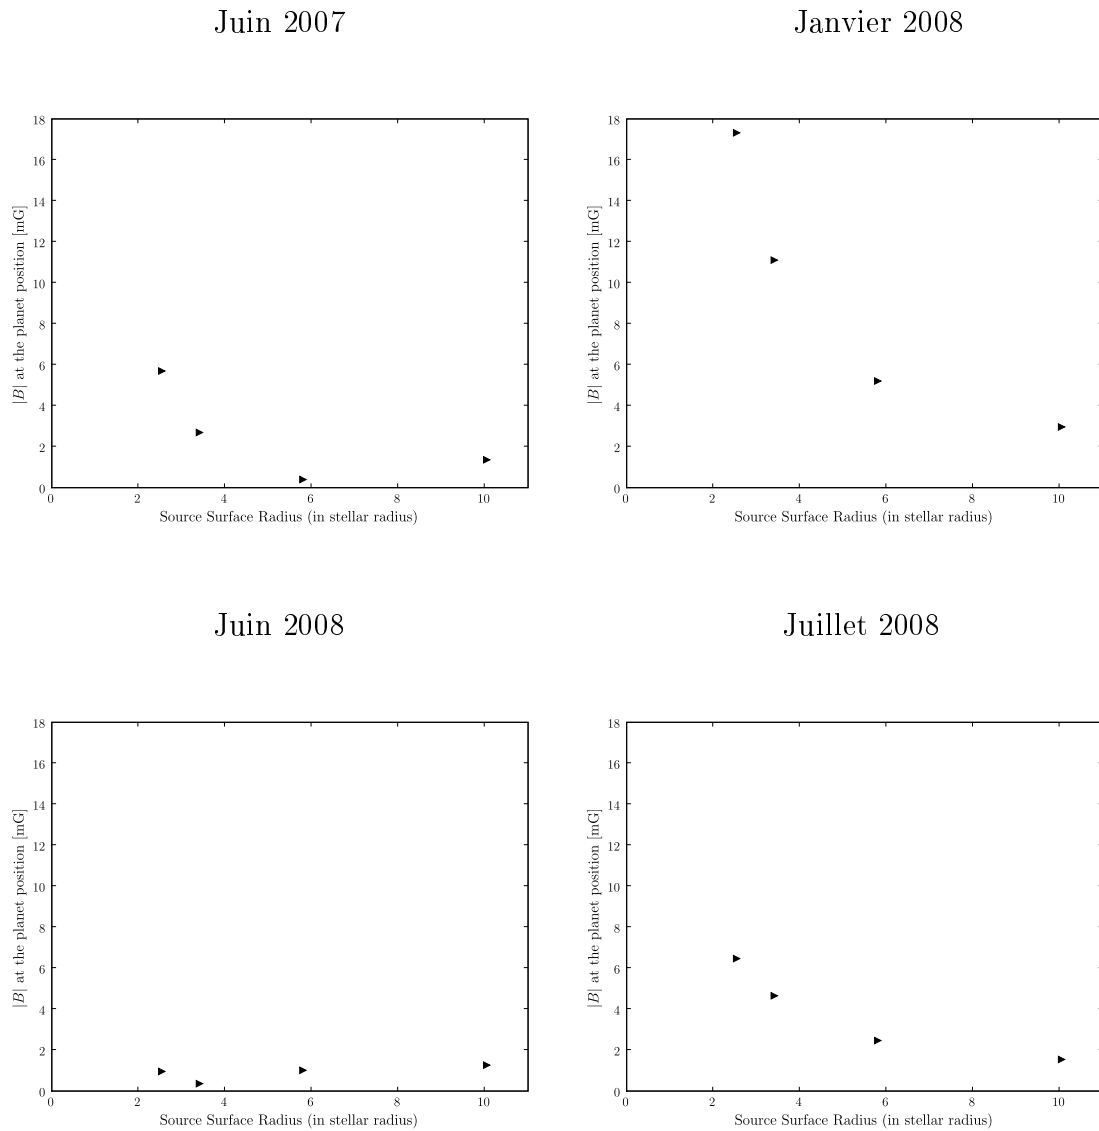 Juin 2007
Janvier 2008
18
16
14
12
10
8
6
4
2
0
|B| at the planet position [mG]
0 2 4 6 8 10
Source Surface Radius (in stellar radius)
18
16
14
12
10
8
6
4
2
0
|B| at the planet position [mG]
0 2 4 6 8 10
Source Surface Radius (in stellar radius)
Juin 2008
Juillet 2008
18
16
14
12
10
8
6
4
2
0
|B| at the planet position [mG]
0 2 4 6 8 10
Source Surface Radius (in stellar radius)
18
16
14
12
10
8
6
4
2
0
|B| at the planet position [mG]
0 2 4 6 8 10
Source Surface Radius (in stellar radius)